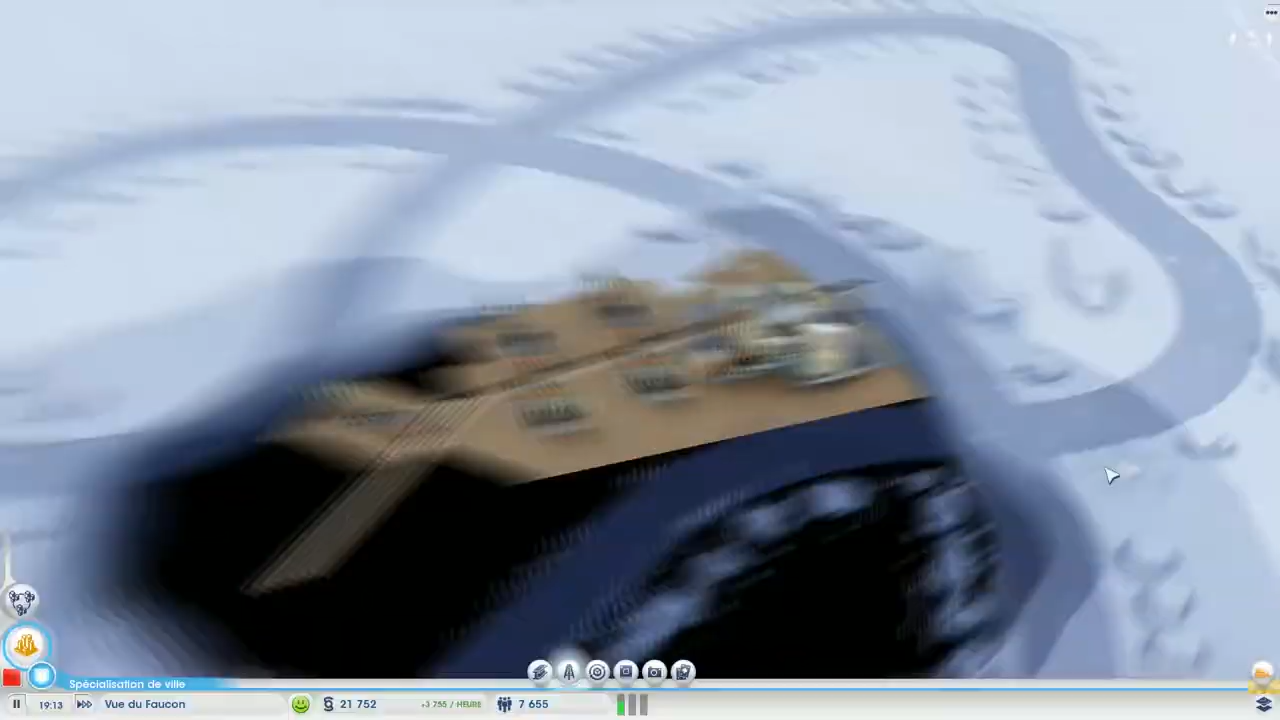 Spécialisation de ville
19:13 Vue du Faucon 21 752 +3 755 / HEURE 7 655